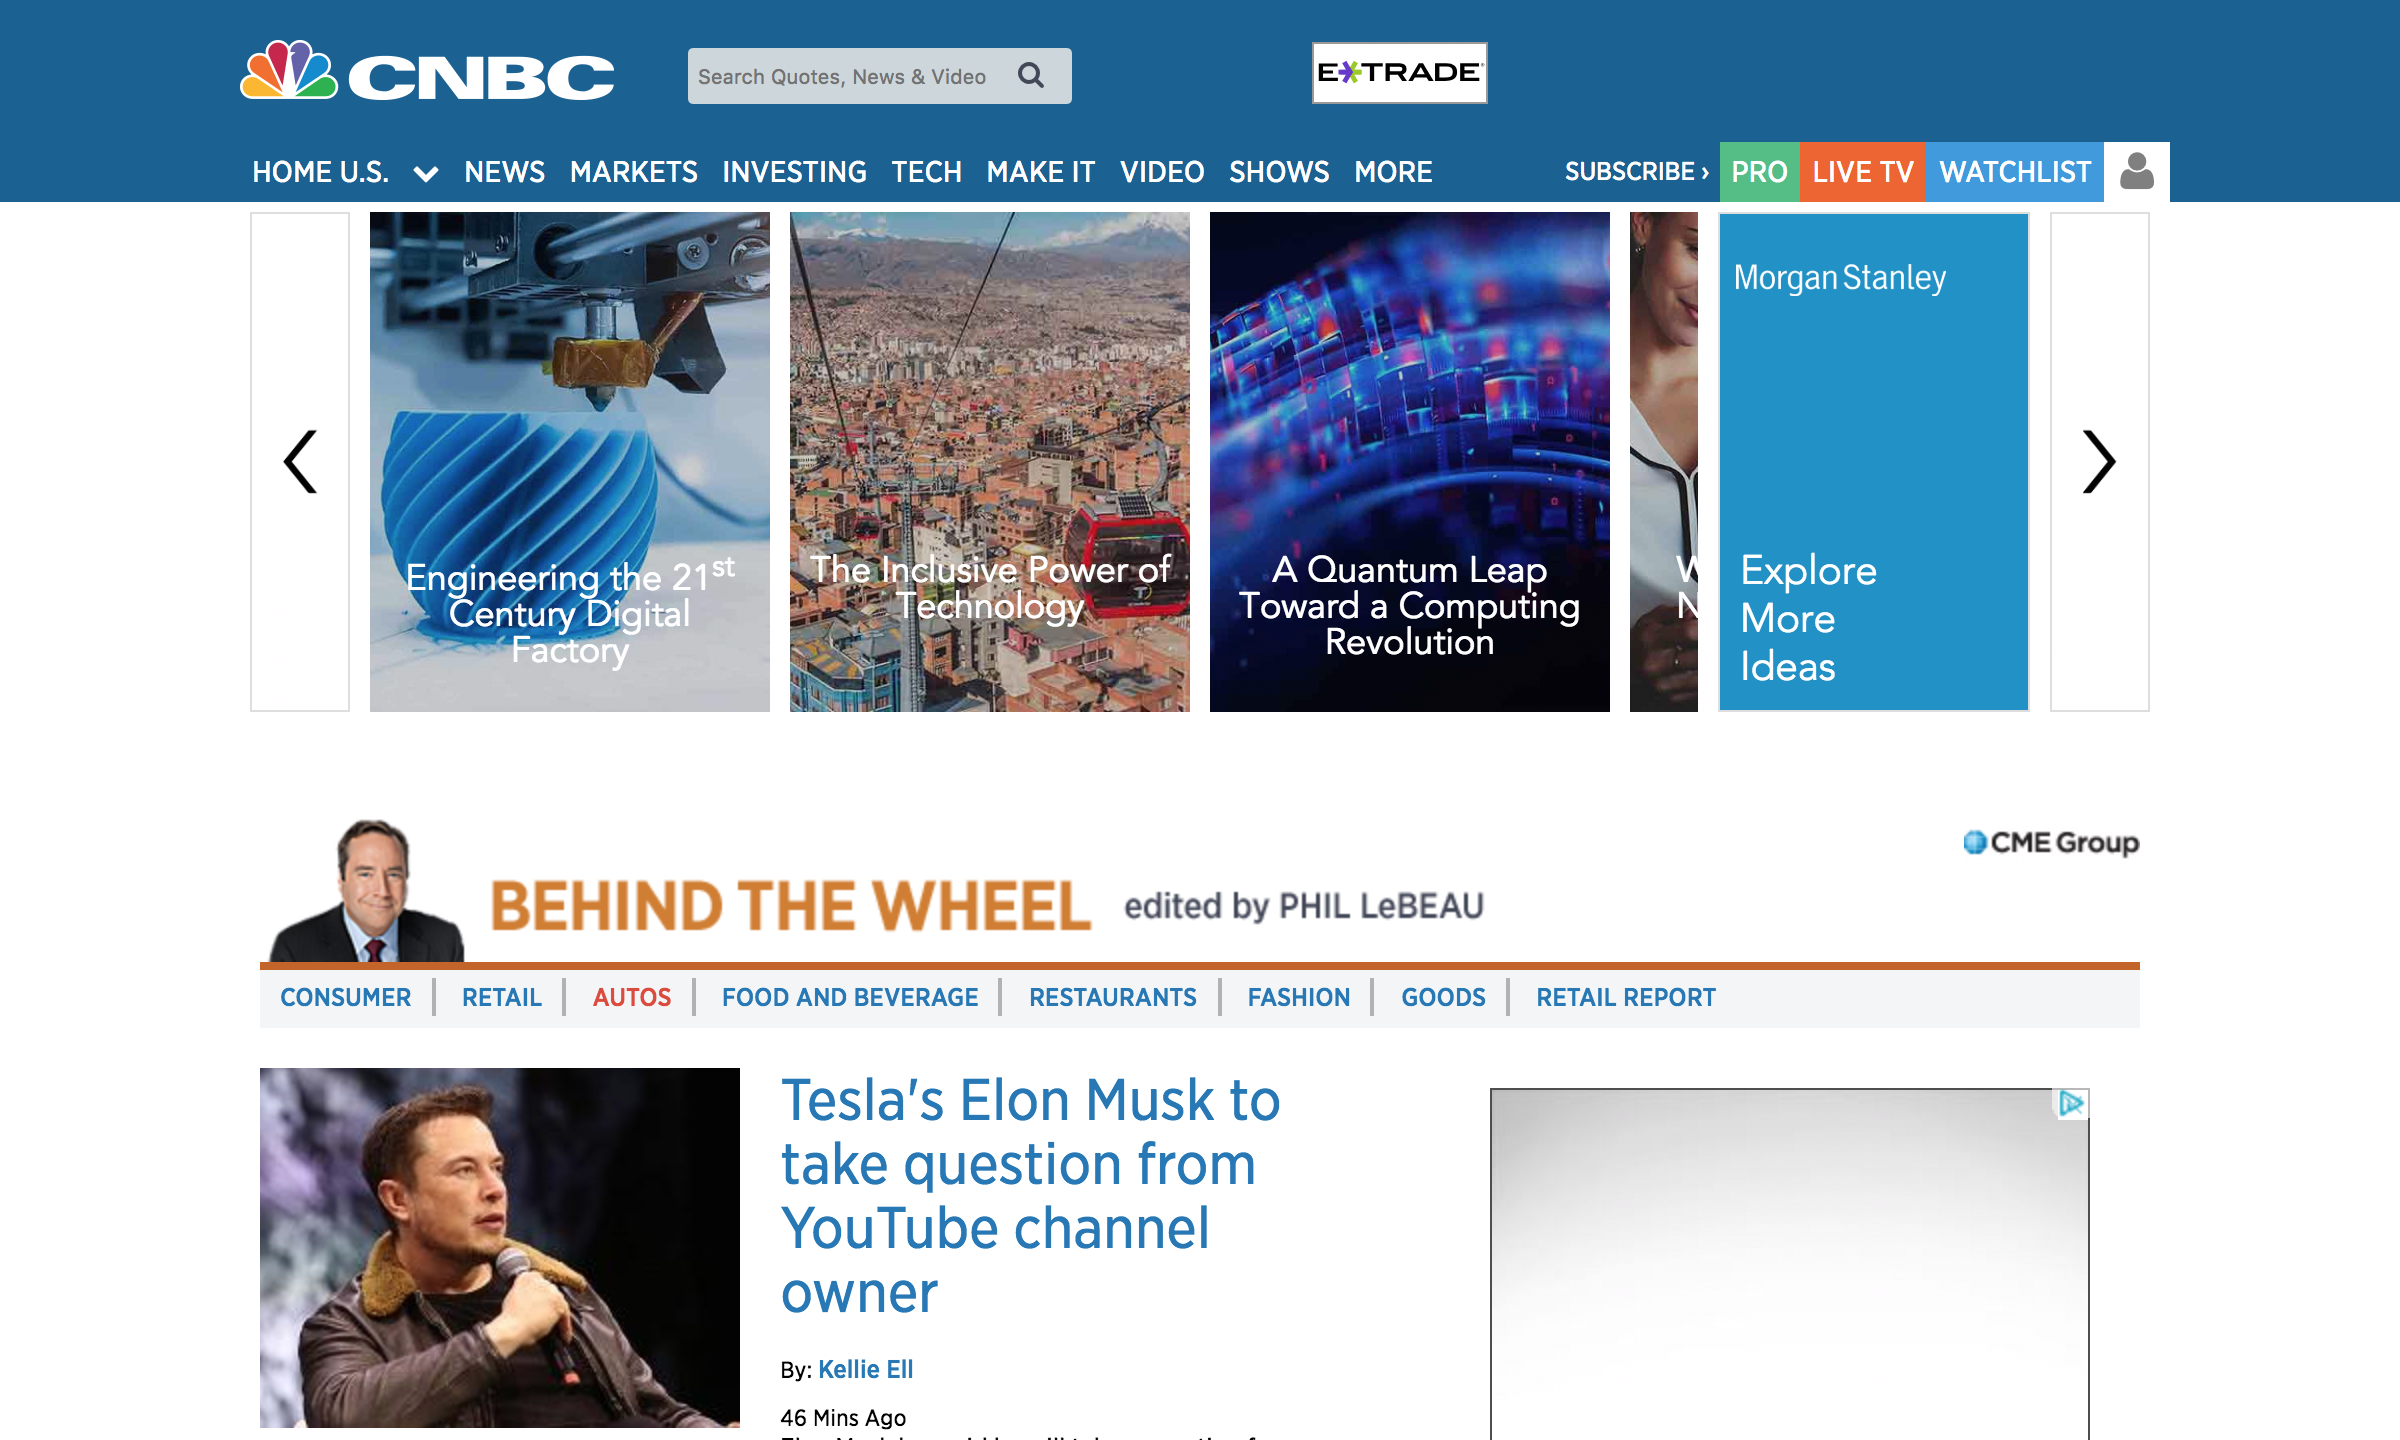 CNBC
Search Quotes, News & Video
E*TRADE
HOME U.S. NEWS MARKETS INVESTING TECH MAKE IT VIDEO SHOWS MORE
SUBSCRIBE › PRO LIVE TV WATCHLIST
Engineering the 21st
Century Digital
Factory
The Inclusive Power of
Technology
A Quantum Leap
Toward a Computing
Revolution
Morgan Stanley
Explore
More
Ideas
CME Group
BEHIND THE WHEEL edited by PHIL LeBEAU
CONSUMER RETAIL AUTOS FOOD AND BEVERAGE RESTAURANTS FASHION GOODS RETAIL REPORT
Tesla's Elon Musk to
take question from
YouTube channel
owner
By: Kellie Ell
46 Mins Ago